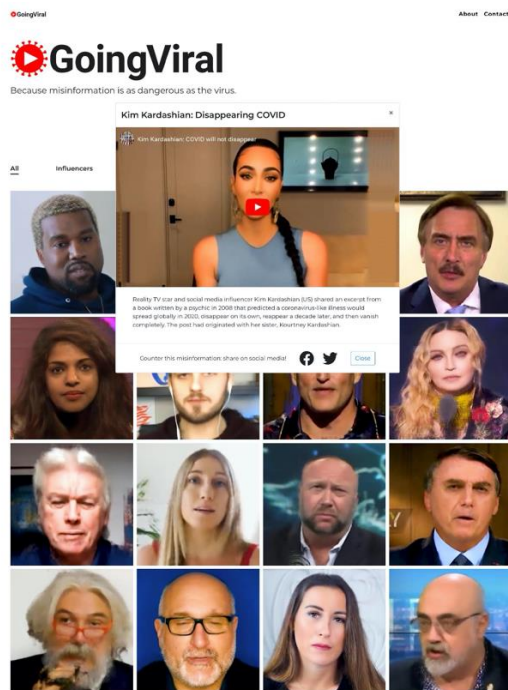 GoingViral
About Contact
GoingViral
Because misinformation is as dangerous as the virus.
Kim Kardashian: Disappearing COVID
×
Kim Kardashian: COVID will not disappear
All
Influencers
Reality TV star and social media influencer Kim Kardashian (US) shared an excerpt from
a book written by a psychic in 2008 that predicted a coronavirus-like illness would
spread globally in 2020, disappear on its own, reappear a decade later, and then vanish
completely. The post had originated with her sister, Kourtney Kardashian.
Counter this misinformation: share on social media!
Close